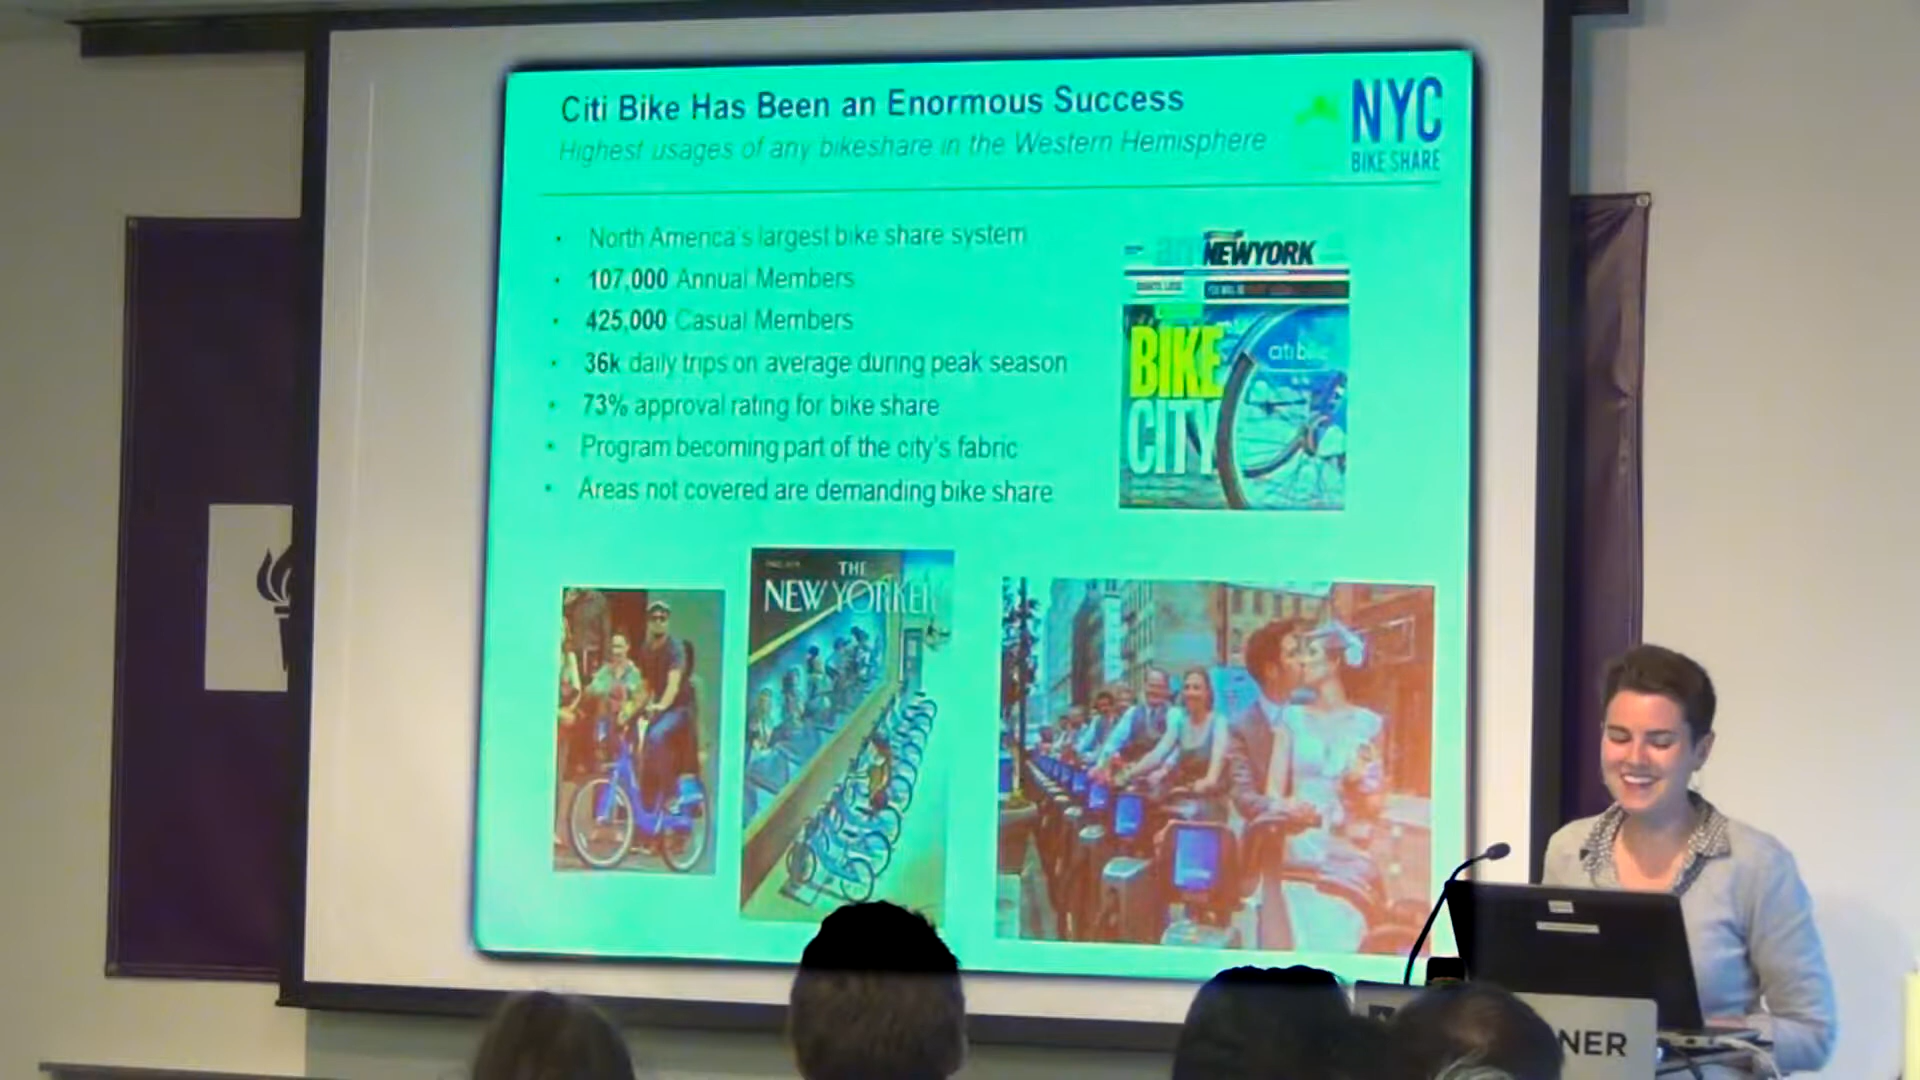 Citi Bike Has Been an Enormous Success
Highest usages of any bikeshare in the Western Hemisphere
NYC
BIKE SHARE
• North America's largest bike share system
• 107,000 Annual Members
• 425,000 Casual Members
• 36k daily trips on average during peak season
• 73% approval rating for bike share
• Program becoming part of the city's fabric
• Areas not covered are demanding bike share
NEWYORK
BIKE
CITY
citi bike
THE
NEW YORKER
NER